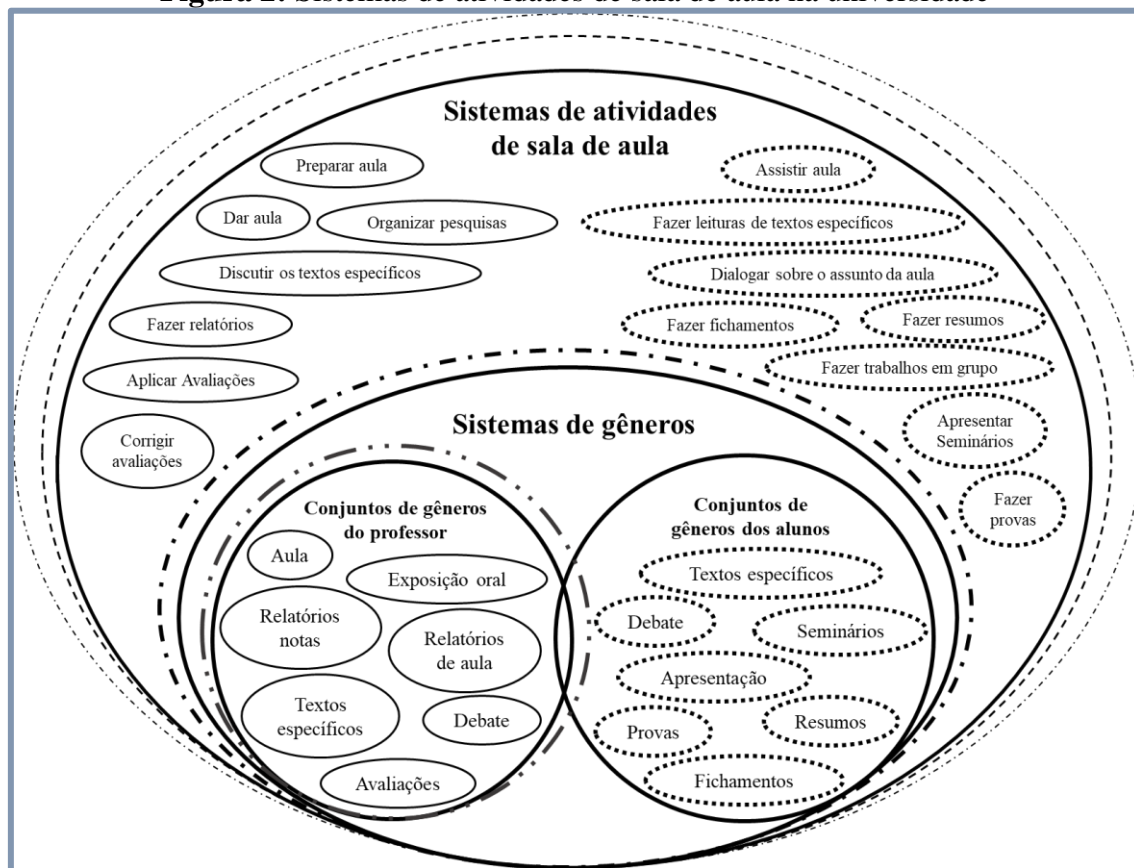 Figura 2: Sistemas de atividades de sala de aula na universidade
Sistemas de atividades
de sala de aula
Preparar aula
Dar aula
Organizar pesquisas
Discutir os textos específicos
Fazer relatórios
Aplicar Avaliações
Corrigir
avaliações
Assistir aula
Fazer leituras de textos específicos
Dialogar sobre o assunto da aula
Fazer fichamentos
Fazer resumos
Fazer trabalhos em grupo
Apresentar
Seminários
Fazer
provas
Sistemas de gêneros
Conjuntos de gêneros
do professor
Aula
Exposição oral
Relatórios
notas
Relatórios
de aula
Textos
específicos
Debate
Avaliações
Conjuntos de
gêneros dos alunos
Textos específicos
Debate
Seminários
Apresentação
Provas
Resumos
Fichamentos